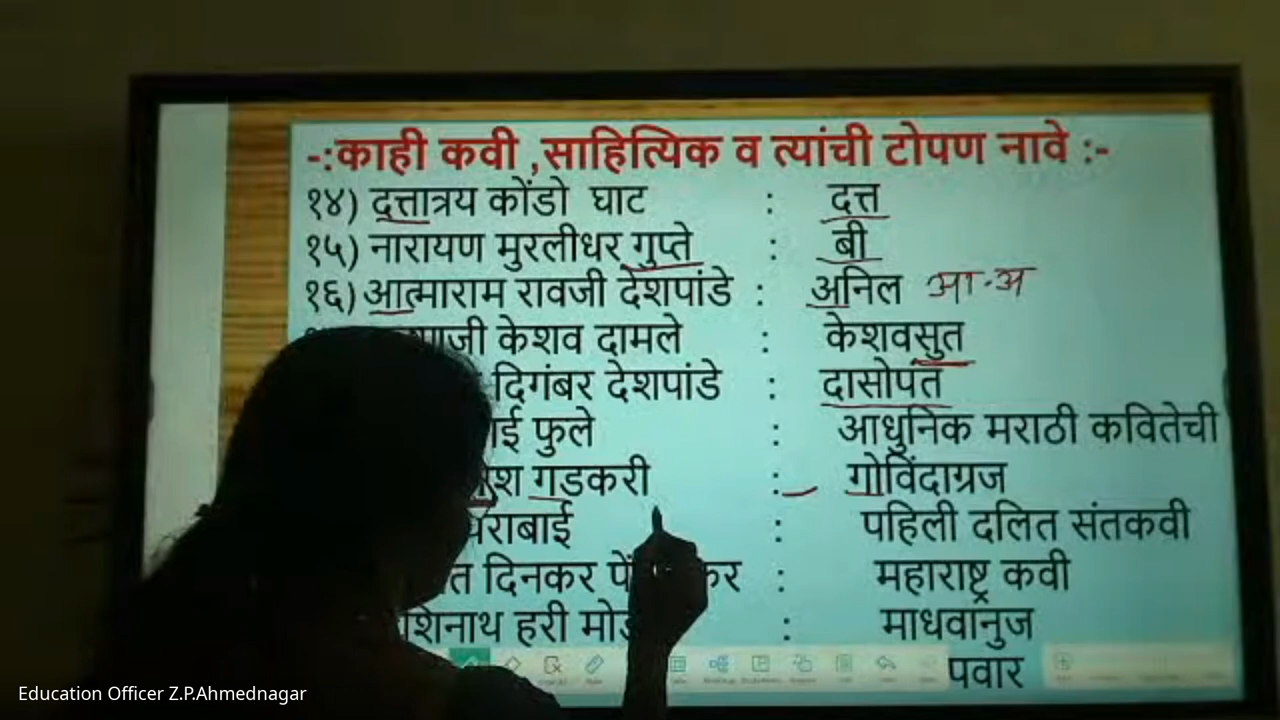 -:काही कवी ,साहित्यिक व त्यांची टोपण नावे :-
१४) दत्तात्रय कोंडो घाट : दत्त
१५) नारायण मुरलीधर गुप्ते : बी
१६) आत्माराम रावजी देशपांडे : अनिल आ-अ
केशव दामले : केशवसुत
दिगंबर देशपांडे : दासोपंत
फुले : आधुनिक मराठी कवितेची
गडकरी : गोविंदाग्रज
: पहिली दलित संतकवी
दिनकर : महाराष्ट्र कवी
हरी : माधवानुज
पवार
Education Officer Z.P.Ahmednagar